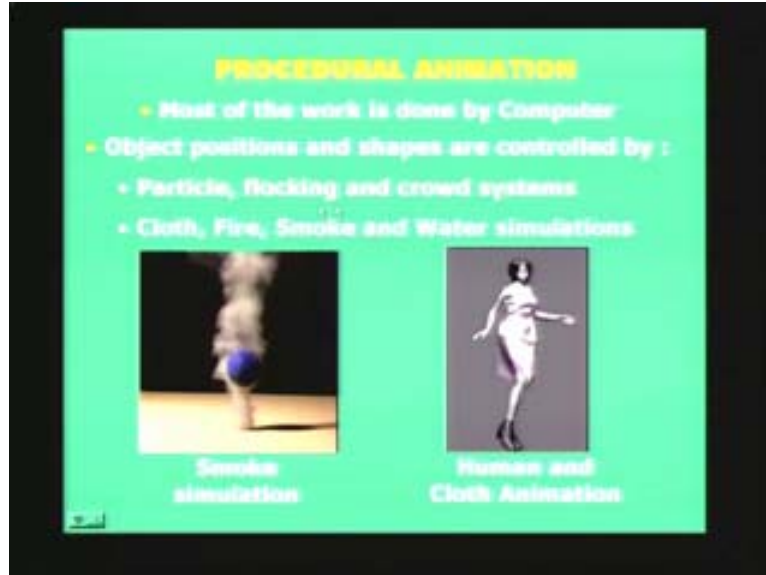 PROCEDURAL ANIMATION
• Most of the work is done by Computer
• Object positions and shapes are controlled by :
• Particle, flocking and crowd systems
• Cloth, Fire, Smoke and Water simulations
Smoke
simulation
Human and
Cloth Animation